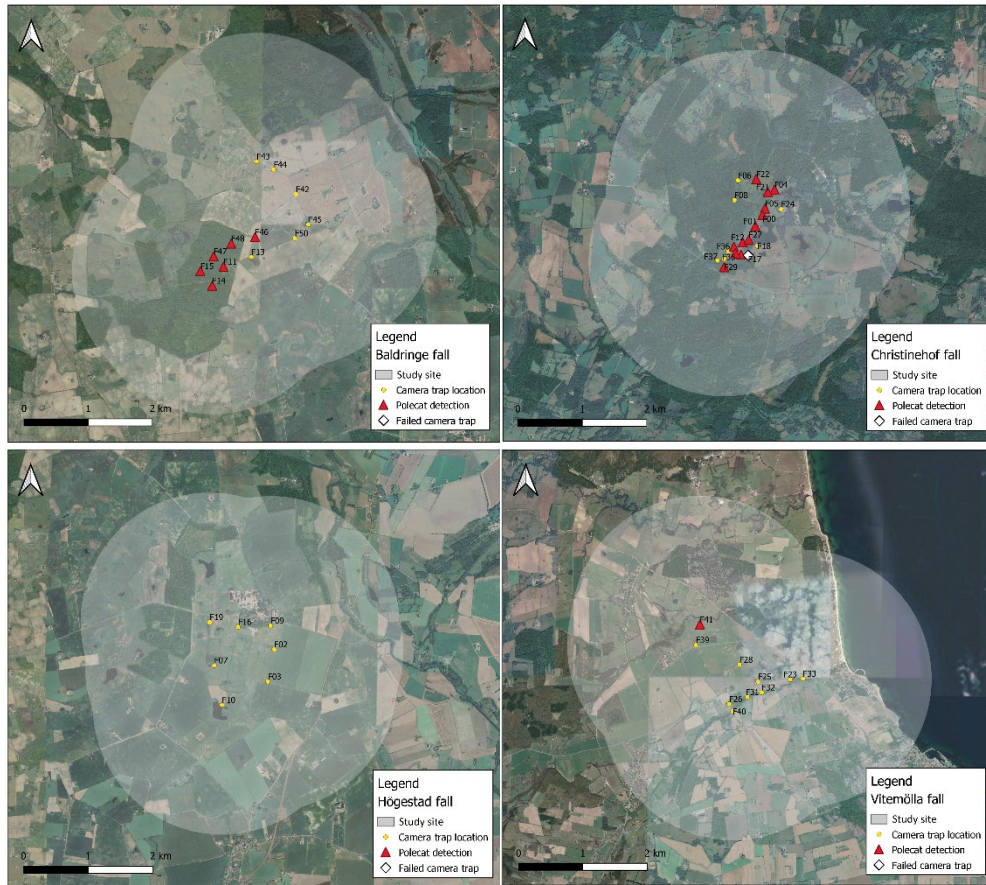 F43
F44
F42
F45
F50
F46
F48
F13
F47
F11
F15
F14
Legend
Baldringe fall
Study site
Camera trap location
Polecat detection
Failed camera trap
0 1 2 km
F06 F22
F21 F04
F08
F05 F24
F00
F01
F27
F12
F36 F18
F37 F35 F17
F29
Legend
Christinehof fall
Study site
Camera trap location
Polecat detection
Failed camera trap
0 1 2 km
F19
F16 F09
F02
F07
F03
F10
Legend
Högestad fall
Study site
Camera trap location
Polecat detection
Failed camera trap
0 1 2 km
F41
F39
F28
F25 F23 F33
F32
F31
F26
F40
Legend
Vitemölla fall
Study site
Camera trap location
Polecat detection
Failed camera trap
0 1 2 km